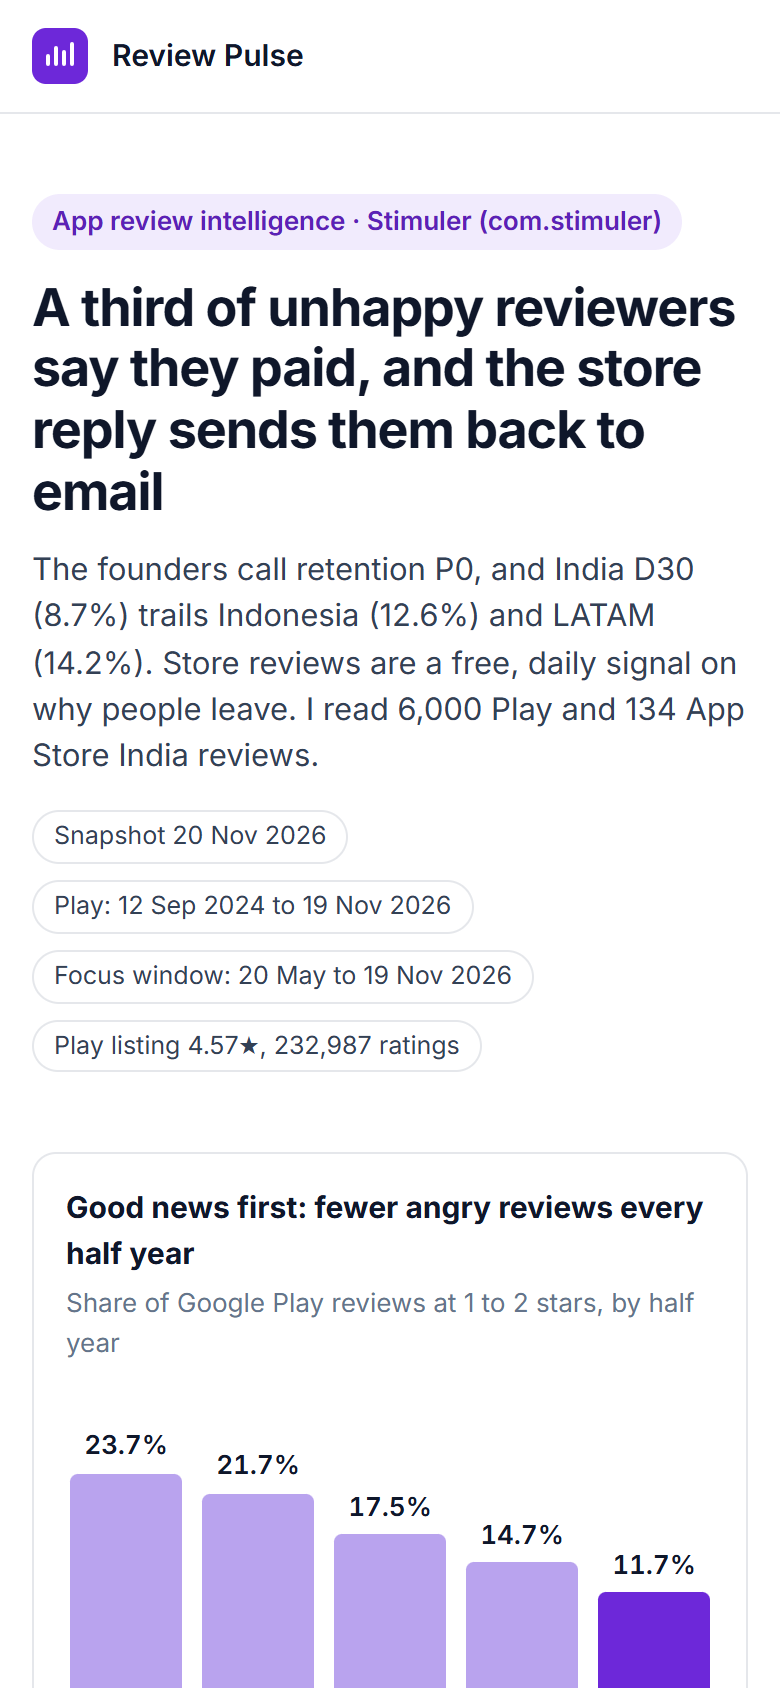 Review Pulse
App review intelligence · Stimuler (com.stimuler)
A third of unhappy reviewers
say they paid, and the store
reply sends them back to
email
The founders call retention P0, and India D30
(8.7%) trails Indonesia (12.6%) and LATAM
(14.2%). Store reviews are a free, daily signal on
why people leave. I read 6,000 Play and 134 App
Store India reviews.
Snapshot 20 Nov 2026
Play: 12 Sep 2024 to 19 Nov 2026
Focus window: 20 May to 19 Nov 2026
Play listing 4.57★, 232,987 ratings
Good news first: fewer angry reviews every
half year
Share of Google Play reviews at 1 to 2 stars, by half
year
23.7%
21.7%
17.5%
14.7%
11.7%